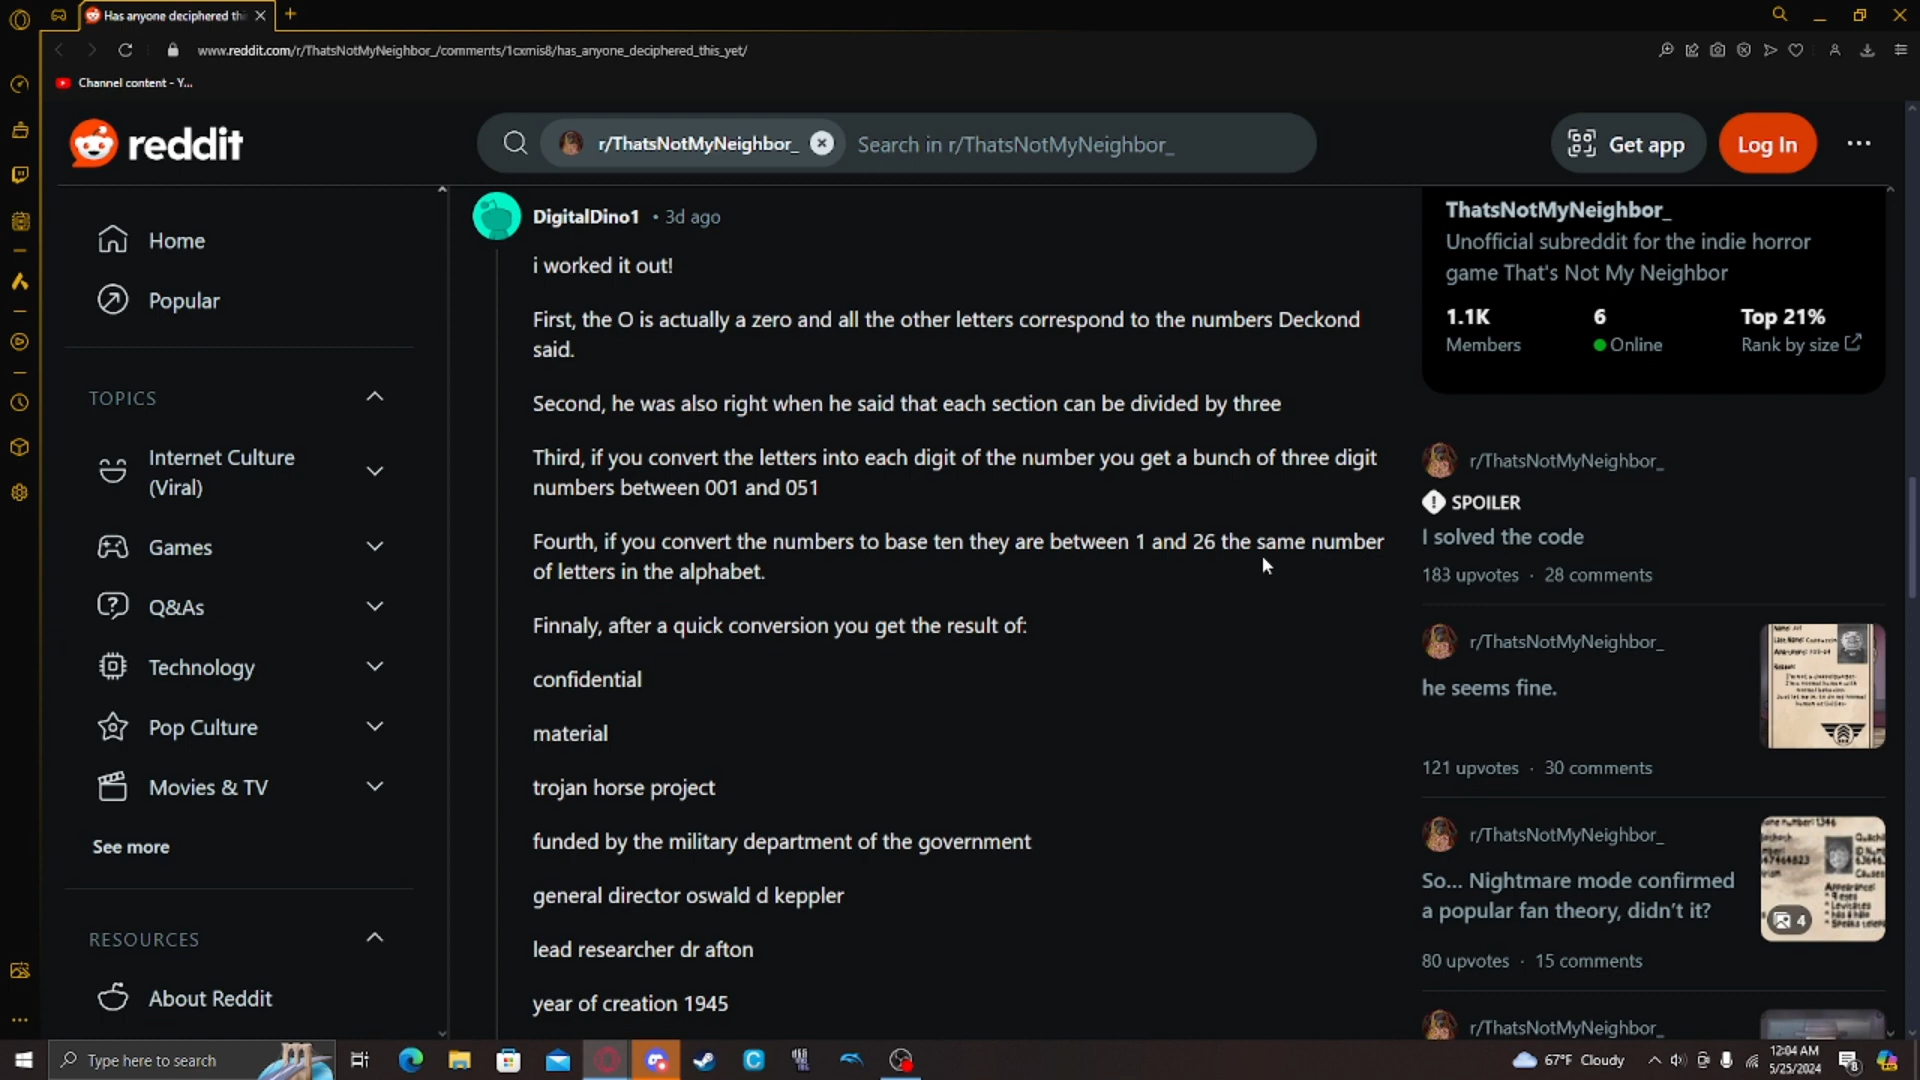 Has anyone deciphered thi
www.reddit.com/r/ThatsNotMyNeighbor_/comments/1cxmis8/has_anyone_deciphered_this_yet/
Channel content - Y...
reddit
r/ThatsNotMyNeighbor_
Search in r/ThatsNotMyNeighbor_
Get app
Log In
Home
Popular
TOPICS
Internet Culture
(Viral)
Games
Q&As
Technology
Pop Culture
Movies & TV
See more
RESOURCES
About Reddit
DigitalDino1 • 3d ago
i worked it out!
First, the O is actually a zero and all the other letters correspond to the numbers Deckond
said.
Second, he was also right when he said that each section can be divided by three
Third, if you convert the letters into each digit of the number you get a bunch of three digit
numbers between 001 and 051
Fourth, if you convert the numbers to base ten they are between 1 and 26 the same number
of letters in the alphabet.
Finnaly, after a quick conversion you get the result of:
confidential
material
trojan horse project
funded by the military department of the government
general director oswald d keppler
lead researcher dr afton
year of creation 1945
ThatsNotMyNeighbor_
Unofficial subreddit for the indie horror
game That's Not My Neighbor
1.1K 6 Top 21%
Members Online Rank by size
r/ThatsNotMyNeighbor_
SPOILER
I solved the code
183 upvotes · 28 comments
r/ThatsNotMyNeighbor_
he seems fine.
121 upvotes · 30 comments
r/ThatsNotMyNeighbor_
So... Nightmare mode confirmed
a popular fan theory, didn't it?
4
80 upvotes · 15 comments
r/ThatsNotMyNeighbor_
Type here to search
67°F Cloudy
12:04 AM
5/25/2024
8